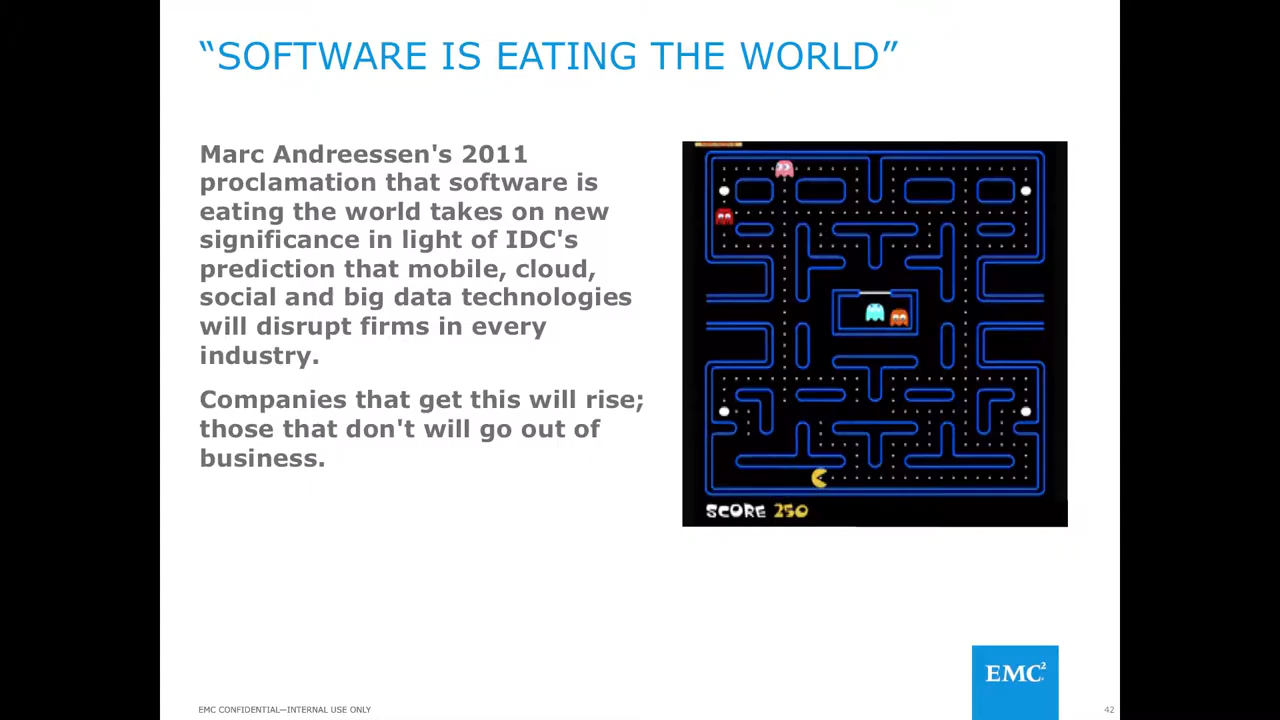 “SOFTWARE IS EATING THE WORLD”
Marc Andreessen's 2011
proclamation that software is
eating the world takes on new
significance in light of IDC's
prediction that mobile, cloud,
social and big data technologies
will disrupt firms in every
industry.
Companies that get this will rise;
those that don't will go out of
business.
SCORE 250
EMC²
EMC CONFIDENTIAL—INTERNAL USE ONLY
42